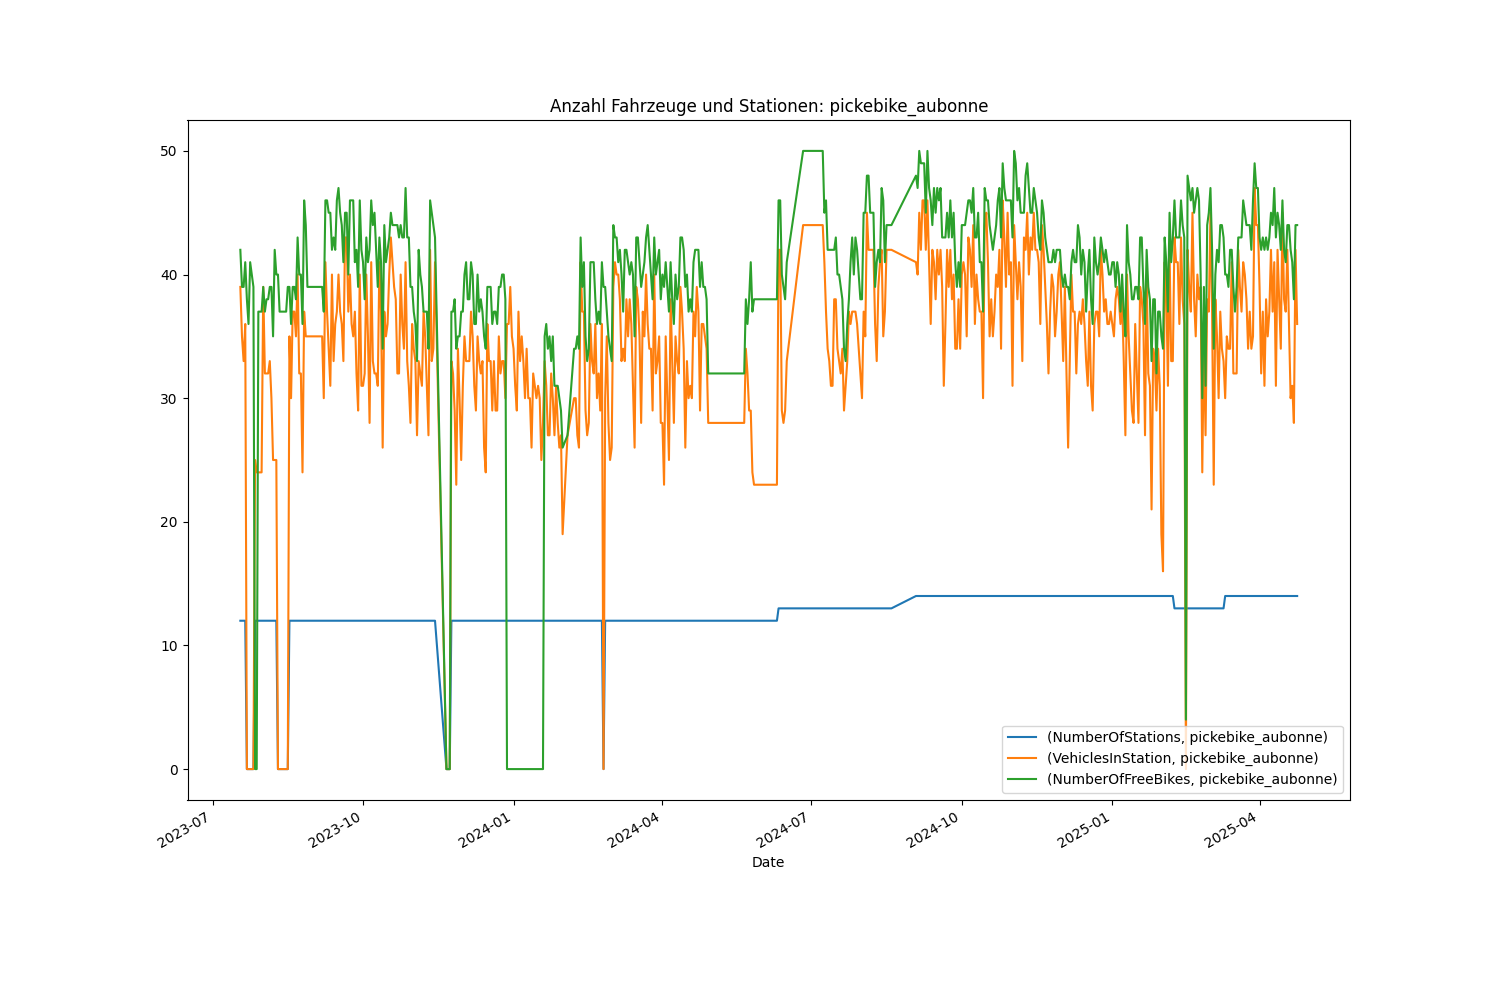 Anzahl Fahrzeuge und Stationen: pickebike_aubonne
50
40
30
20
10
0
(NumberOfStations, pickebike_aubonne)
(VehiclesInStation, pickebike_aubonne)
(NumberOfFreeBikes, pickebike_aubonne)
2023-07
2023-10
2024-01
2024-04
2024-07
2024-10
2025-01
2025-04
Date